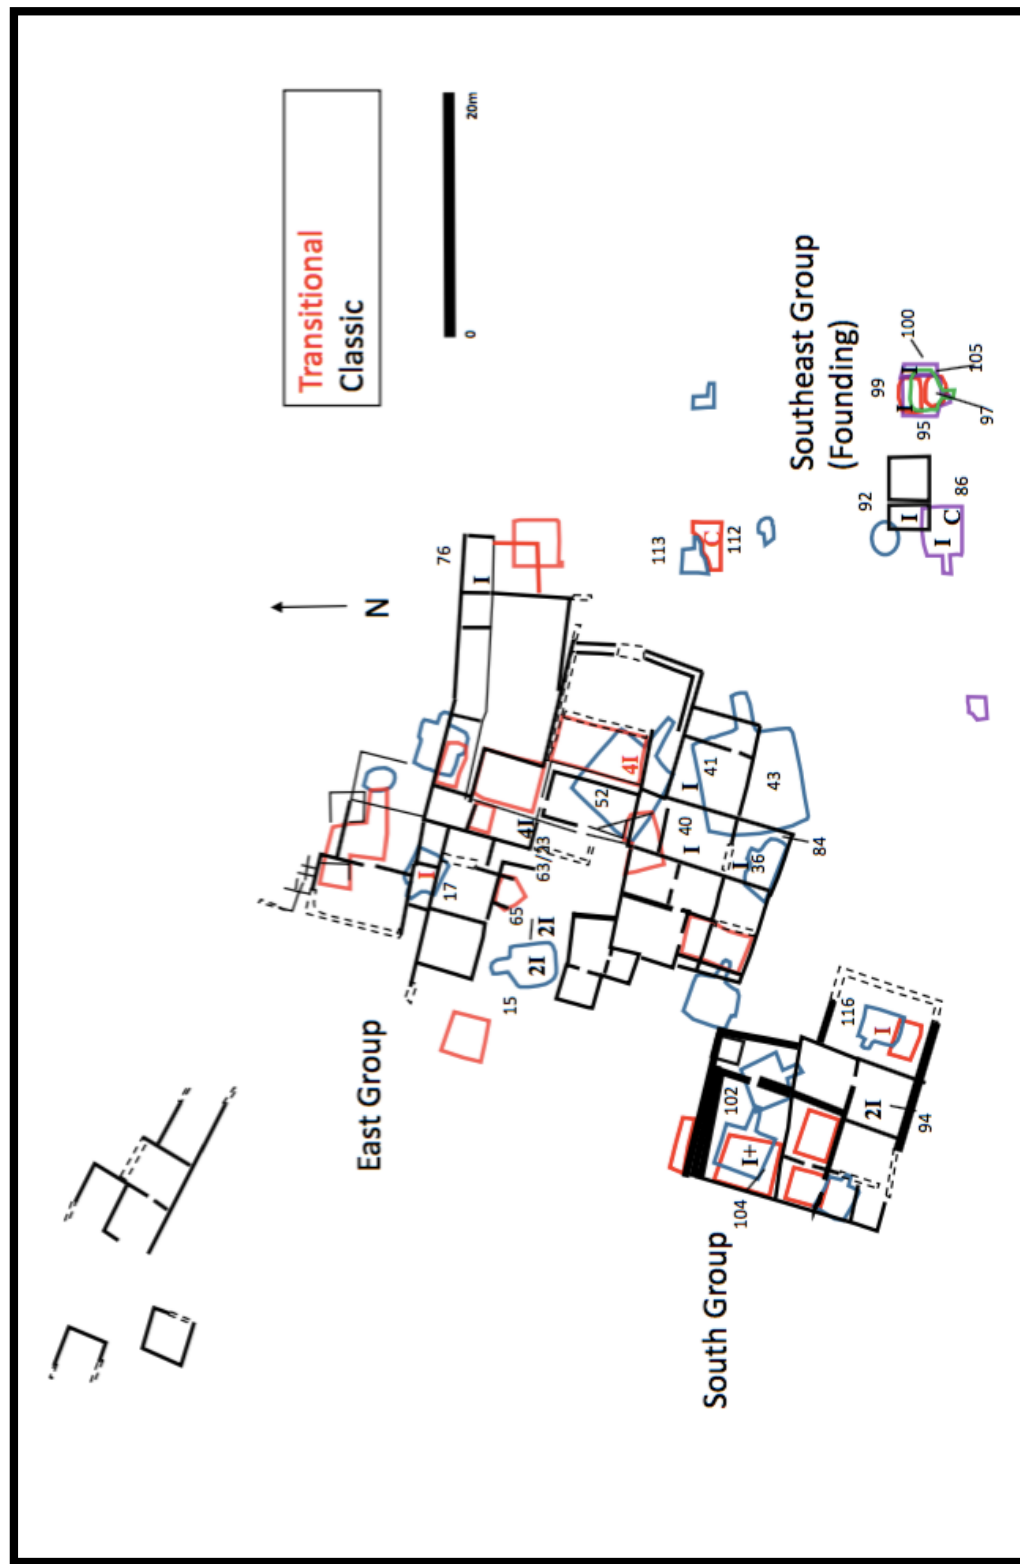 Transitional
Classic
0
20m
N
76
East Group
17
I
I
4I
63/33
65
2I
2I
15
52
4I
41
I
43
40
I
I
36
84
113
C
112
Southeast Group
(Founding)
100
99
105
I
I
95
97
92
86
I
I
C
South Group
102
I+
104
116
I
2I
94